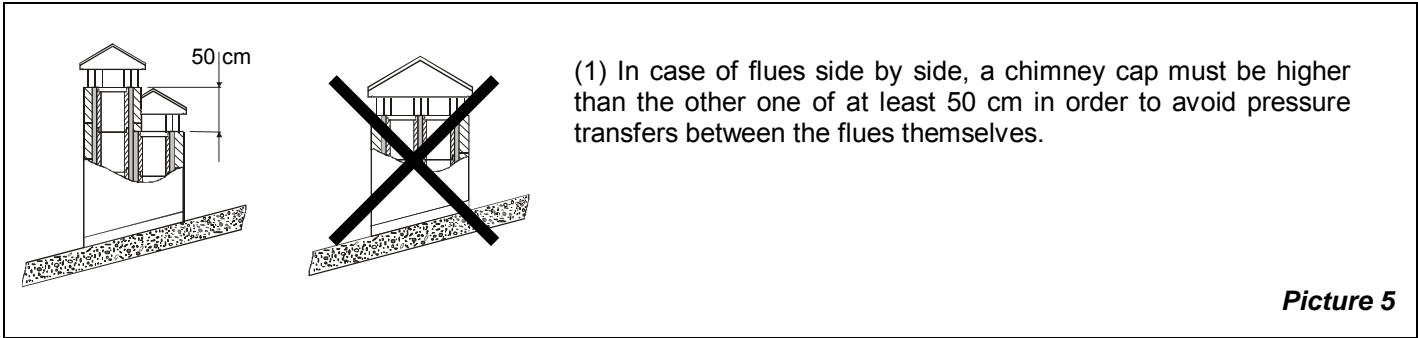 50 cm
(1) In case of flues side by side, a chimney cap must be higher
than the other one of at least 50 cm in order to avoid pressure
transfers between the flues themselves.
Picture 5